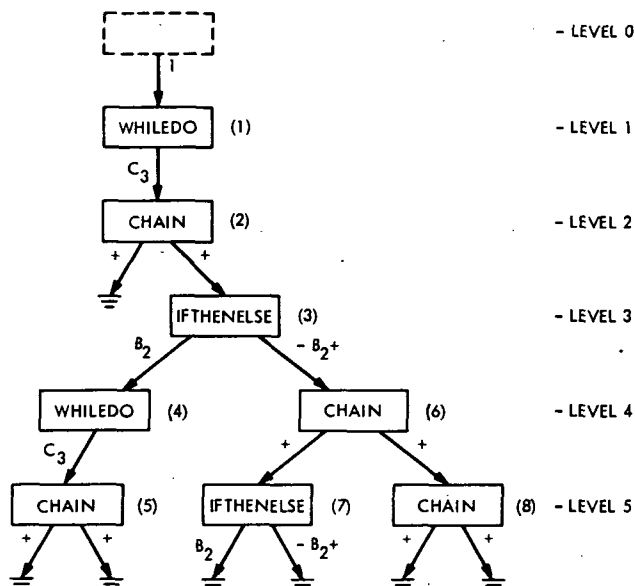 - LEVEL 0
1
WHILEDO (1) - LEVEL 1
C3
CHAIN (2) - LEVEL 2
+ +
IFTHENELSE (3) - LEVEL 3
B2 - B2+
WHILEDO (4) CHAIN (6) - LEVEL 4
C3 + +
CHAIN (5) IFTHENELSE (7) CHAIN (8) - LEVEL 5
+ + B2 - B2+ + +